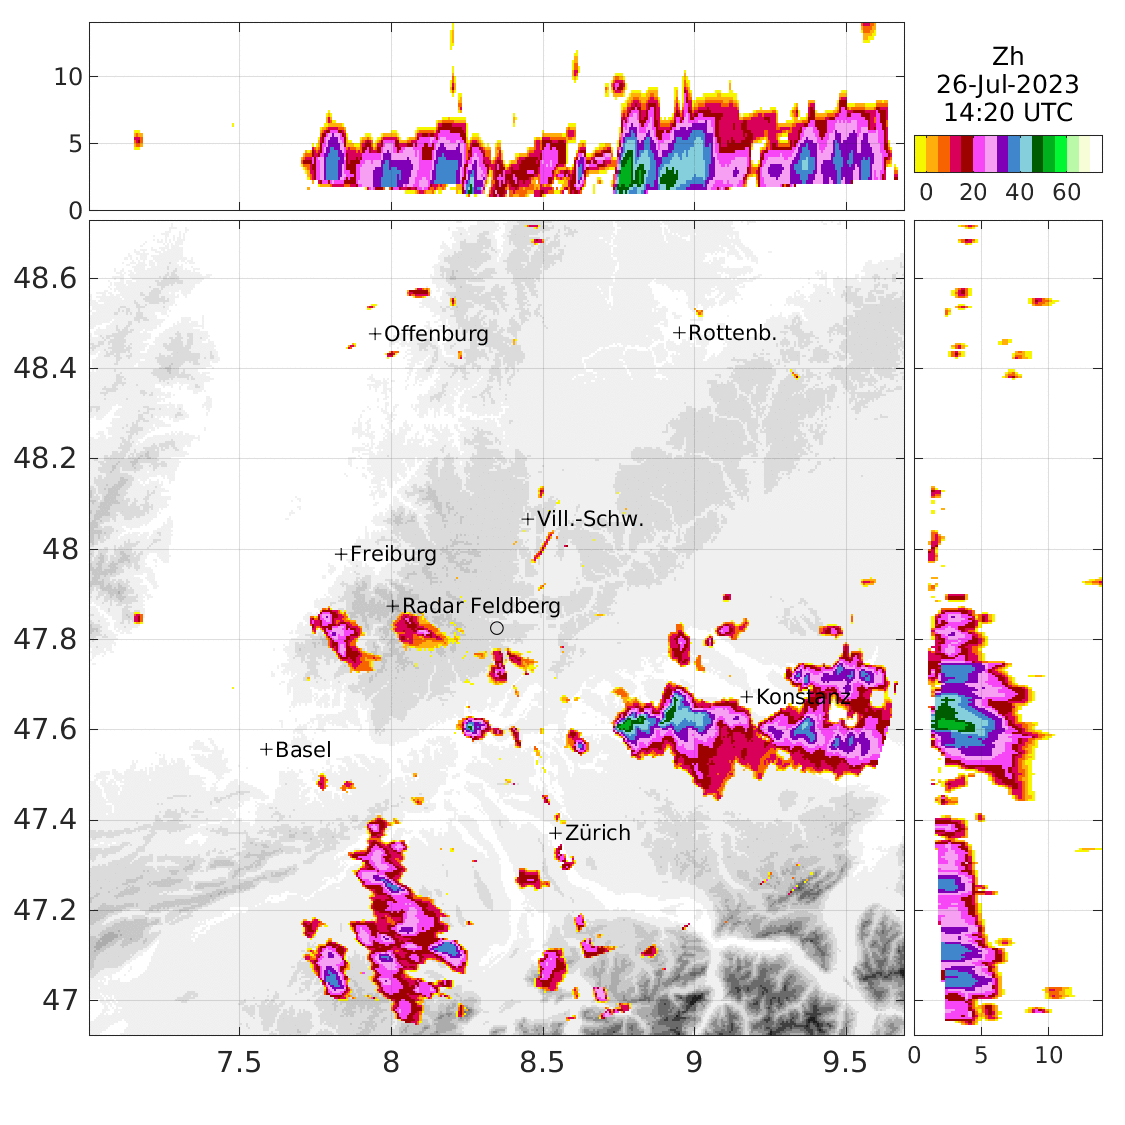 10
5
0
Zh
26-Jul-2023
14:20 UTC
0 20 40 60
48.6
48.4
48.2
48
47.8
47.6
47.4
47.2
47
Offenburg
Rottenb.
Vill.-Schw.
Freiburg
Radar Feldberg
Konstanz
Basel
Zürich
7.5 8 8.5 9 9.5
0 5 10